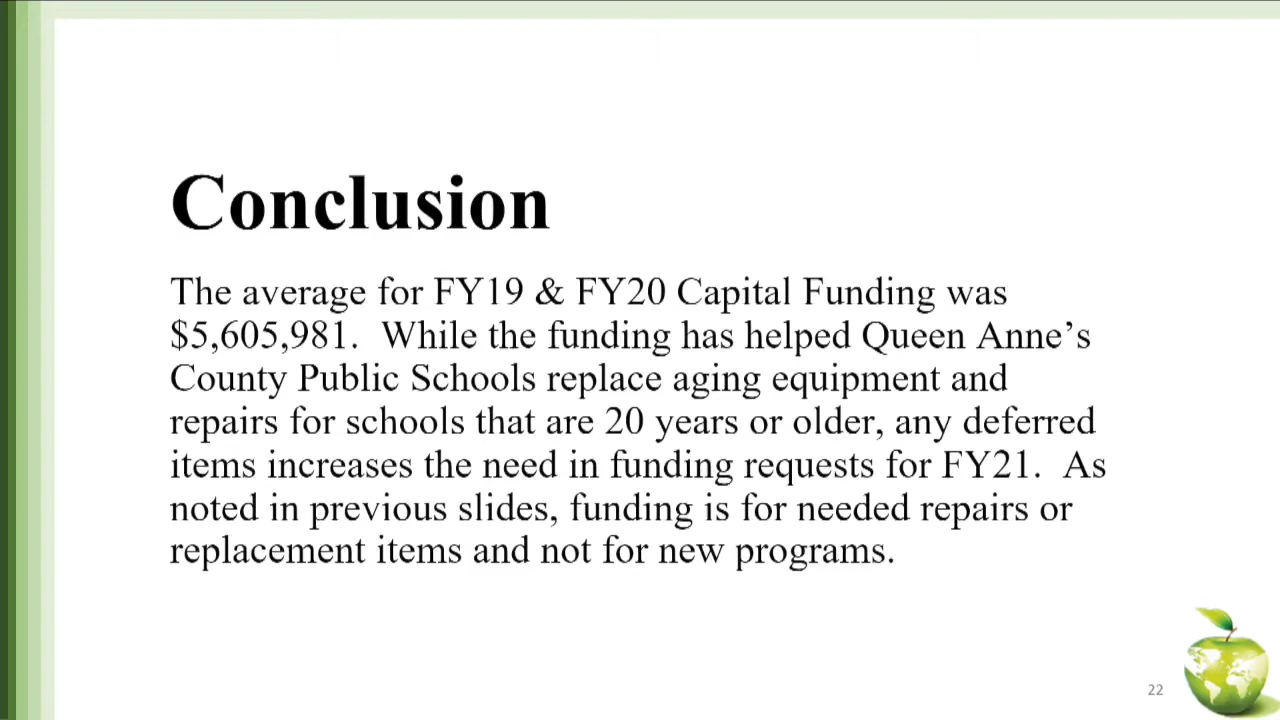 Conclusion
The average for FY19 & FY20 Capital Funding was
$5,605,981.  While the funding has helped Queen Anne’s
County Public Schools replace aging equipment and
repairs for schools that are 20 years or older, any deferred
items increases the need in funding requests for FY21.  As
noted in previous slides, funding is for needed repairs or
replacement items and not for new programs.
22